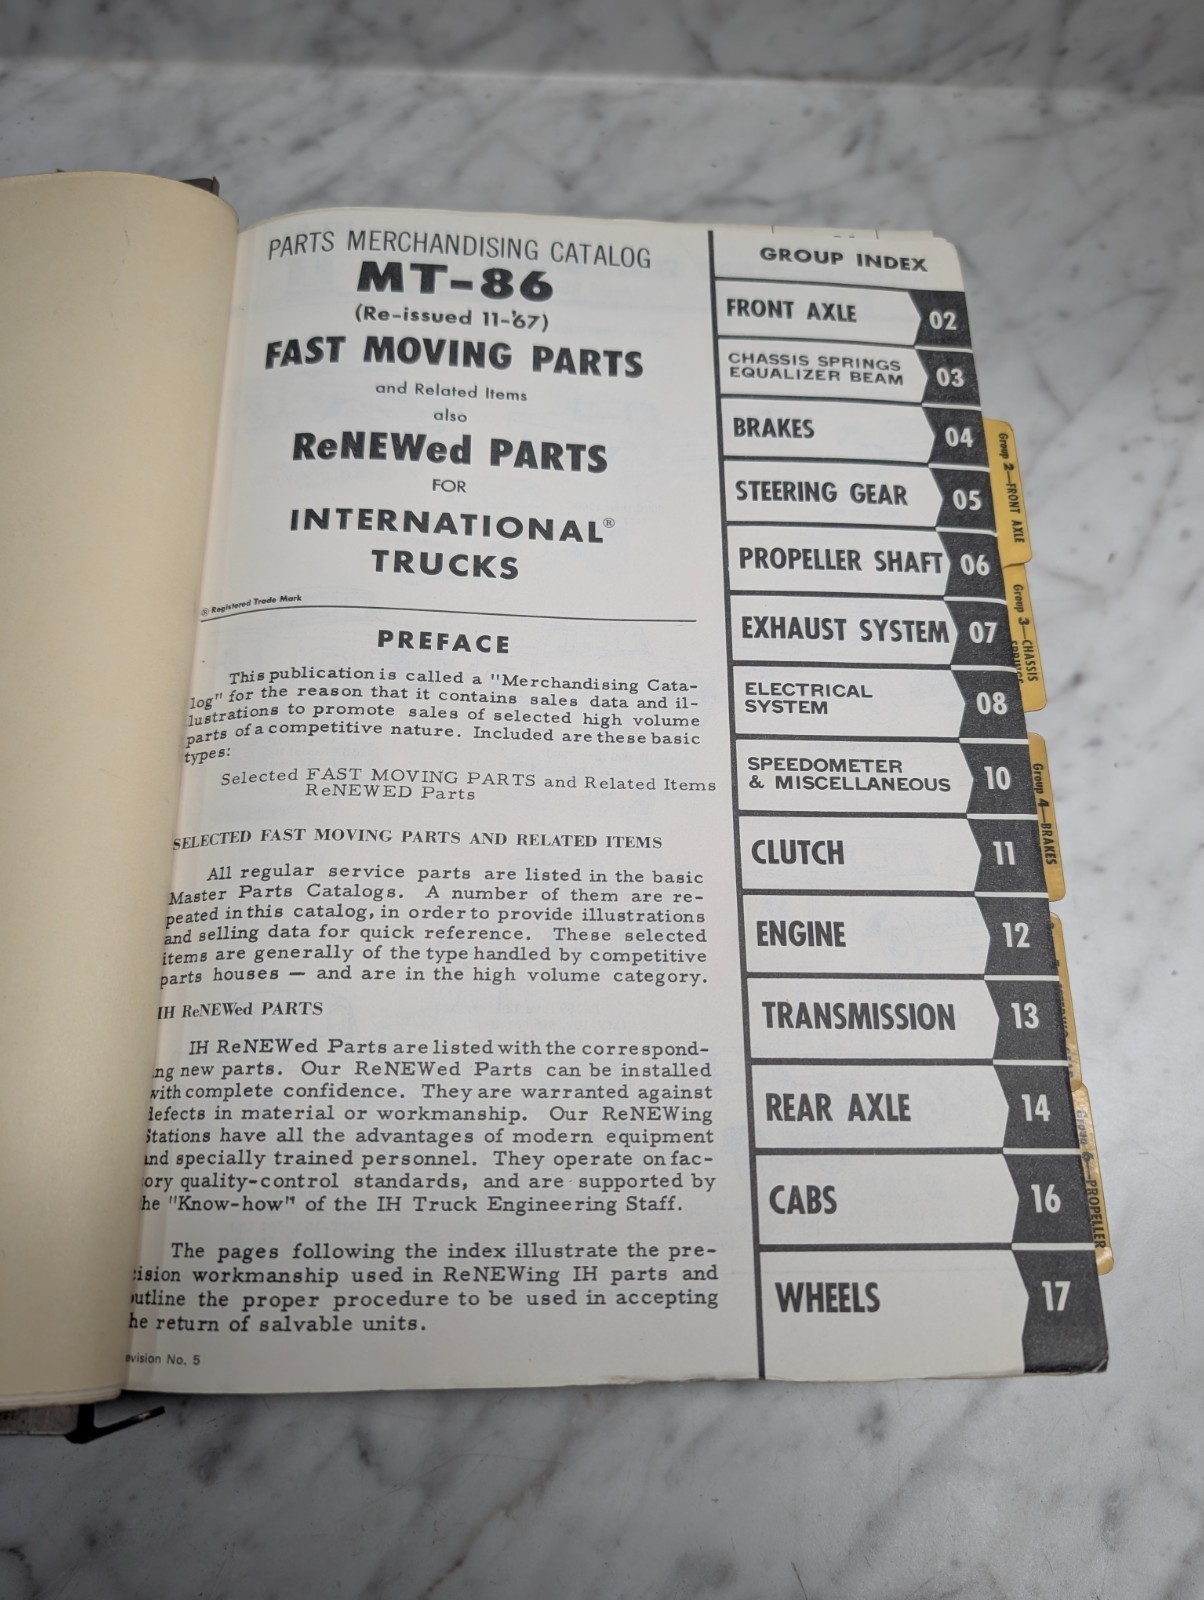 PARTS MERCHANDISING CATALOG
MT-86
(Re-issued 11-'67)
FAST MOVING PARTS
and Related Items
also
ReNEWed PARTS
FOR
INTERNATIONAL®
TRUCKS
® Registered Trade Mark
PREFACE
This publication is called a "Merchandising Cata-
log" for the reason that it contains sales data and il-
lustrations to promote sales of selected high volume
parts of a competitive nature. Included are these basic
types:
Selected FAST MOVING PARTS and Related Items
ReNEWED Parts
SELECTED FAST MOVING PARTS AND RELATED ITEMS
All regular service parts are listed in the basic
Master Parts Catalogs. A number of them are re-
peated in this catalog, in order to provide illustrations
and selling data for quick reference. These selected
items are generally of the type handled by competitive
parts houses — and are in the high volume category.
IH ReNEWed PARTS
IH ReNEWed Parts are listed with the correspond-
ng new parts. Our ReNEWed Parts can be installed
with complete confidence. They are warranted against
defects in material or workmanship. Our ReNEWing
Stations have all the advantages of modern equipment
and specially trained personnel. They operate on fac-
ory quality-control standards, and are supported by
he "Know-how" of the IH Truck Engineering Staff.
The pages following the index illustrate the pre-
ision workmanship used in ReNEWing IH parts and
utline the proper procedure to be used in accepting
he return of salvable units.
evision No. 5
GROUP INDEX
FRONT AXLE 02
CHASSIS SPRINGS
EQUALIZER BEAM 03
BRAKES 04
STEERING GEAR 05
PROPELLER SHAFT 06
EXHAUST SYSTEM 07
ELECTRICAL
SYSTEM 08
SPEEDOMETER
& MISCELLANEOUS 10
CLUTCH 11
ENGINE 12
TRANSMISSION 13
REAR AXLE 14
CABS 16
WHEELS 17
Group 2—FRONT AXLE
Group 3—CHASSIS
Group 4—BRAKES
Group 6—PROPELLER